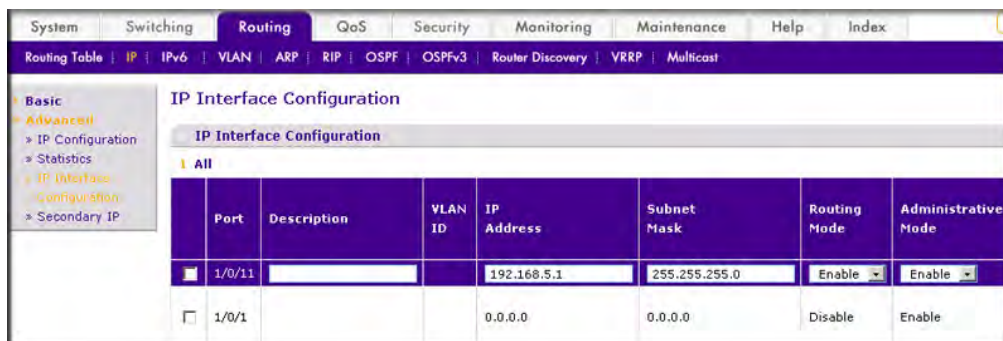 System Switching Routing QoS Security Monitoring Maintenance Help Index
Routing Table | IP | IPv6 | VLAN | ARP | RIP | OSPF | OSPFv3 | Router Discovery | VRRP | Multicast
Basic
Advanced
» IP Configuration
» Statistics
» IP Interface
Configuration
» Secondary IP
IP Interface Configuration
IP Interface Configuration
1 All
Port Description VLAN ID IP Address Subnet Mask Routing Mode Administrative Mode
1/0/11 192.168.5.1 255.255.255.0 Enable Enable
1/0/1 0.0.0.0 0.0.0.0 Disable Enable